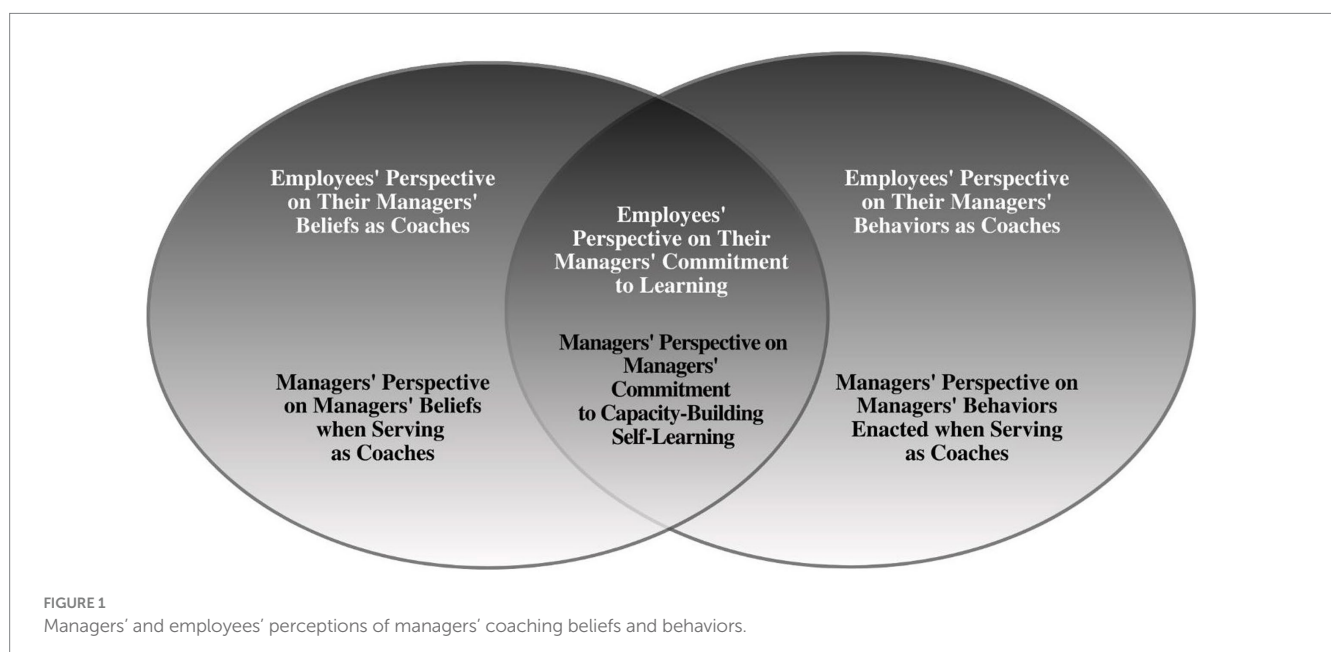 Employees' Perspective
on Their Managers'
Beliefs as Coaches
Employees'
Perspective on Their
Managers' Commitment
to Learning
Employees' Perspective
on Their Managers'
Behaviors as Coaches
Managers' Perspective
on Managers' Beliefs
when Serving
as Coaches
Managers' Perspective on
Managers'
Commitment
to Capacity-Building
Self-Learning
Managers' Perspective on
Managers' Behaviors
Enacted when Serving
as Coaches
FIGURE 1
Managers' and employees' perceptions of managers' coaching beliefs and behaviors.